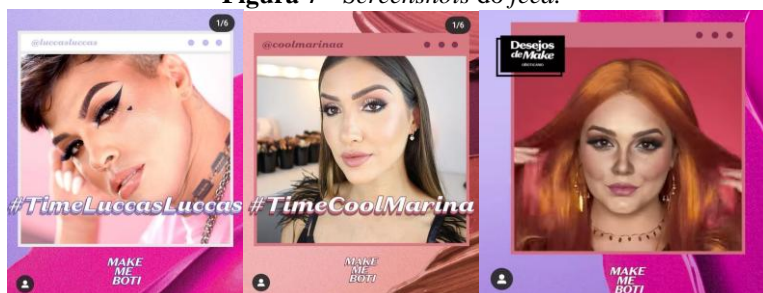 Figura 7 - Screenshots do feed.
1/6
@luccasluccas
#TimeLuccasLuccas
MAKE
ME
BOTI
1/6
@coolmarinaa
#TimeCoolMarina
MAKE
ME
BOTI
Desejos
de Make
MAKE
ME
BOTI